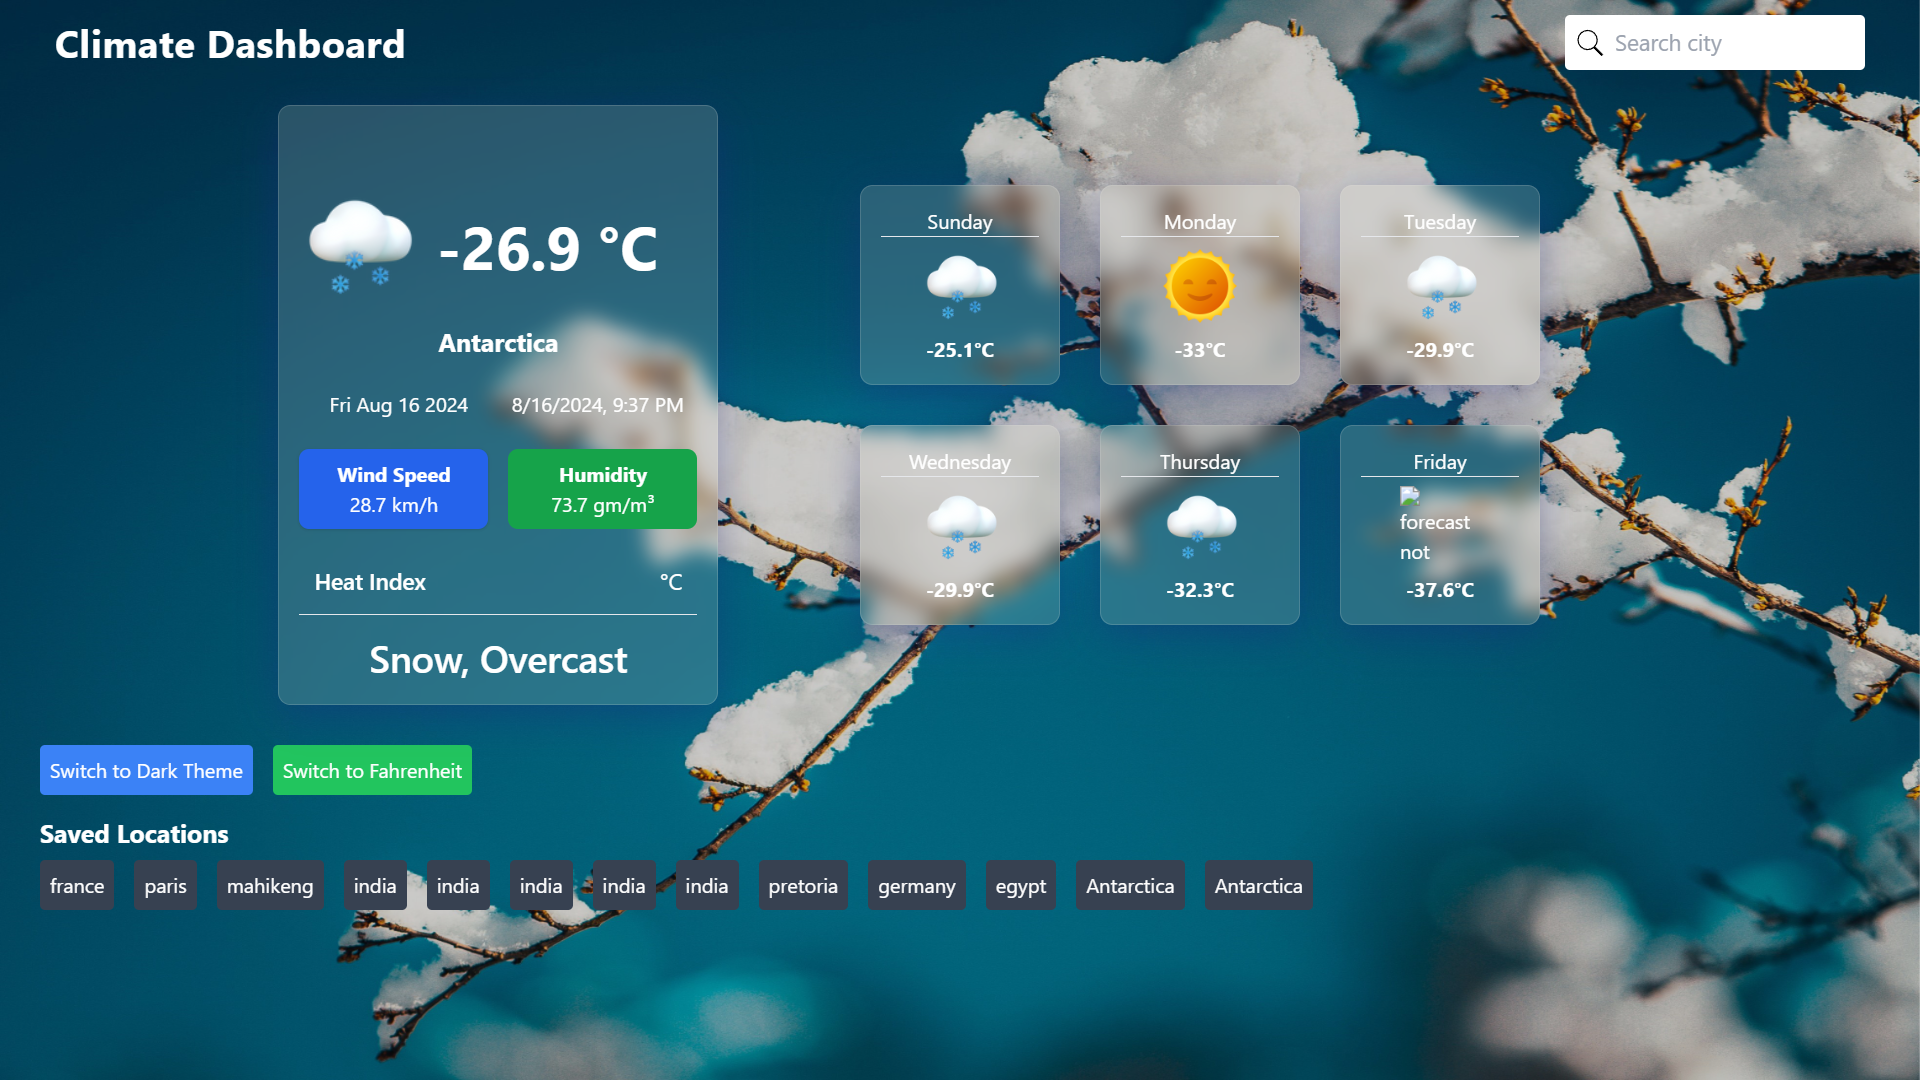 Climate Dashboard
Search city
-26.9 °C
Antarctica
Fri Aug 16 2024 8/16/2024, 9:37 PM
Wind Speed
28.7 km/h
Humidity
73.7 gm/m³
Heat Index °C
Snow, Overcast
Sunday
-25.1°C
Monday
-33°C
Tuesday
-29.9°C
Wednesday
-29.9°C
Thursday
-32.3°C
Friday
forecast
not
-37.6°C
Switch to Dark Theme
Switch to Fahrenheit
Saved Locations
france paris mahikeng india india india india india pretoria germany egypt Antarctica Antarctica